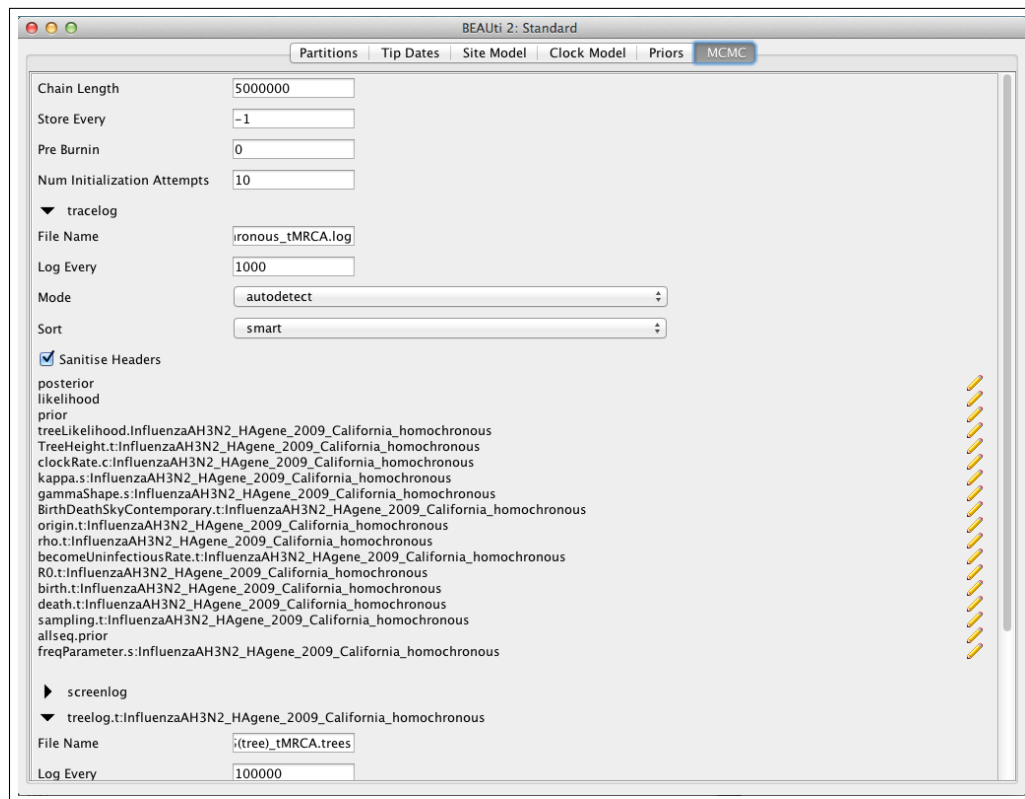 BEAUti 2: Standard
Partitions Tip Dates Site Model Clock Model Priors MCMC
Chain Length 5000000
Store Every -1
Pre Burnin 0
Num Initialization Attempts 10
tracelog
File Name ronous_tMRCA.log
Log Every 1000
Mode autodetect
Sort smart
Sanitise Headers
posterior
likelihood
prior
treeLikelihood.InfluenzaAH3N2_HAgene_2009_California_homochronous
TreeHeight.t:InfluenzaAH3N2_HAgene_2009_California_homochronous
clockRate.c:InfluenzaAH3N2_HAgene_2009_California_homochronous
kappa.s:InfluenzaAH3N2_HAgene_2009_California_homochronous
gammaShape.s:InfluenzaAH3N2_HAgene_2009_California_homochronous
BirthDeathSkyContemporary.t:InfluenzaAH3N2_HAgene_2009_California_homochronous
origin.t:InfluenzaAH3N2_HAgene_2009_California_homochronous
rho.t:InfluenzaAH3N2_HAgene_2009_California_homochronous
becomeUninfectiousRate.t:InfluenzaAH3N2_HAgene_2009_California_homochronous
R0.t:InfluenzaAH3N2_HAgene_2009_California_homochronous
birth.t:InfluenzaAH3N2_HAgene_2009_California_homochronous
death.t:InfluenzaAH3N2_HAgene_2009_California_homochronous
sampling.t:InfluenzaAH3N2_HAgene_2009_California_homochronous
allseq.prior
freqParameter.s:InfluenzaAH3N2_HAgene_2009_California_homochronous
screenlog
treelog.t:InfluenzaAH3N2_HAgene_2009_California_homochronous
File Name (tree)_tMRCA.trees
Log Every 100000